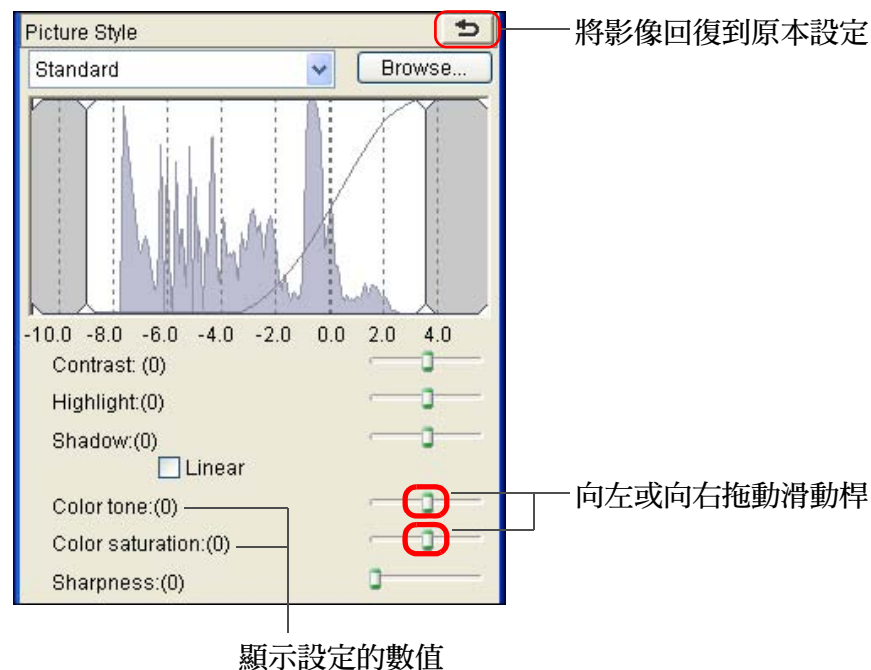 Picture Style
將影像回復到原本設定
Standard
Browse...
-10.0 -8.0 -6.0 -4.0 -2.0 0.0 2.0 4.0
Contrast: (0)
Highlight:(0)
Shadow:(0)
Linear
Color tone:(0)
向左或向右拖動滑動桿
Color saturation:(0)
Sharpness:(0)
顯示設定的數值